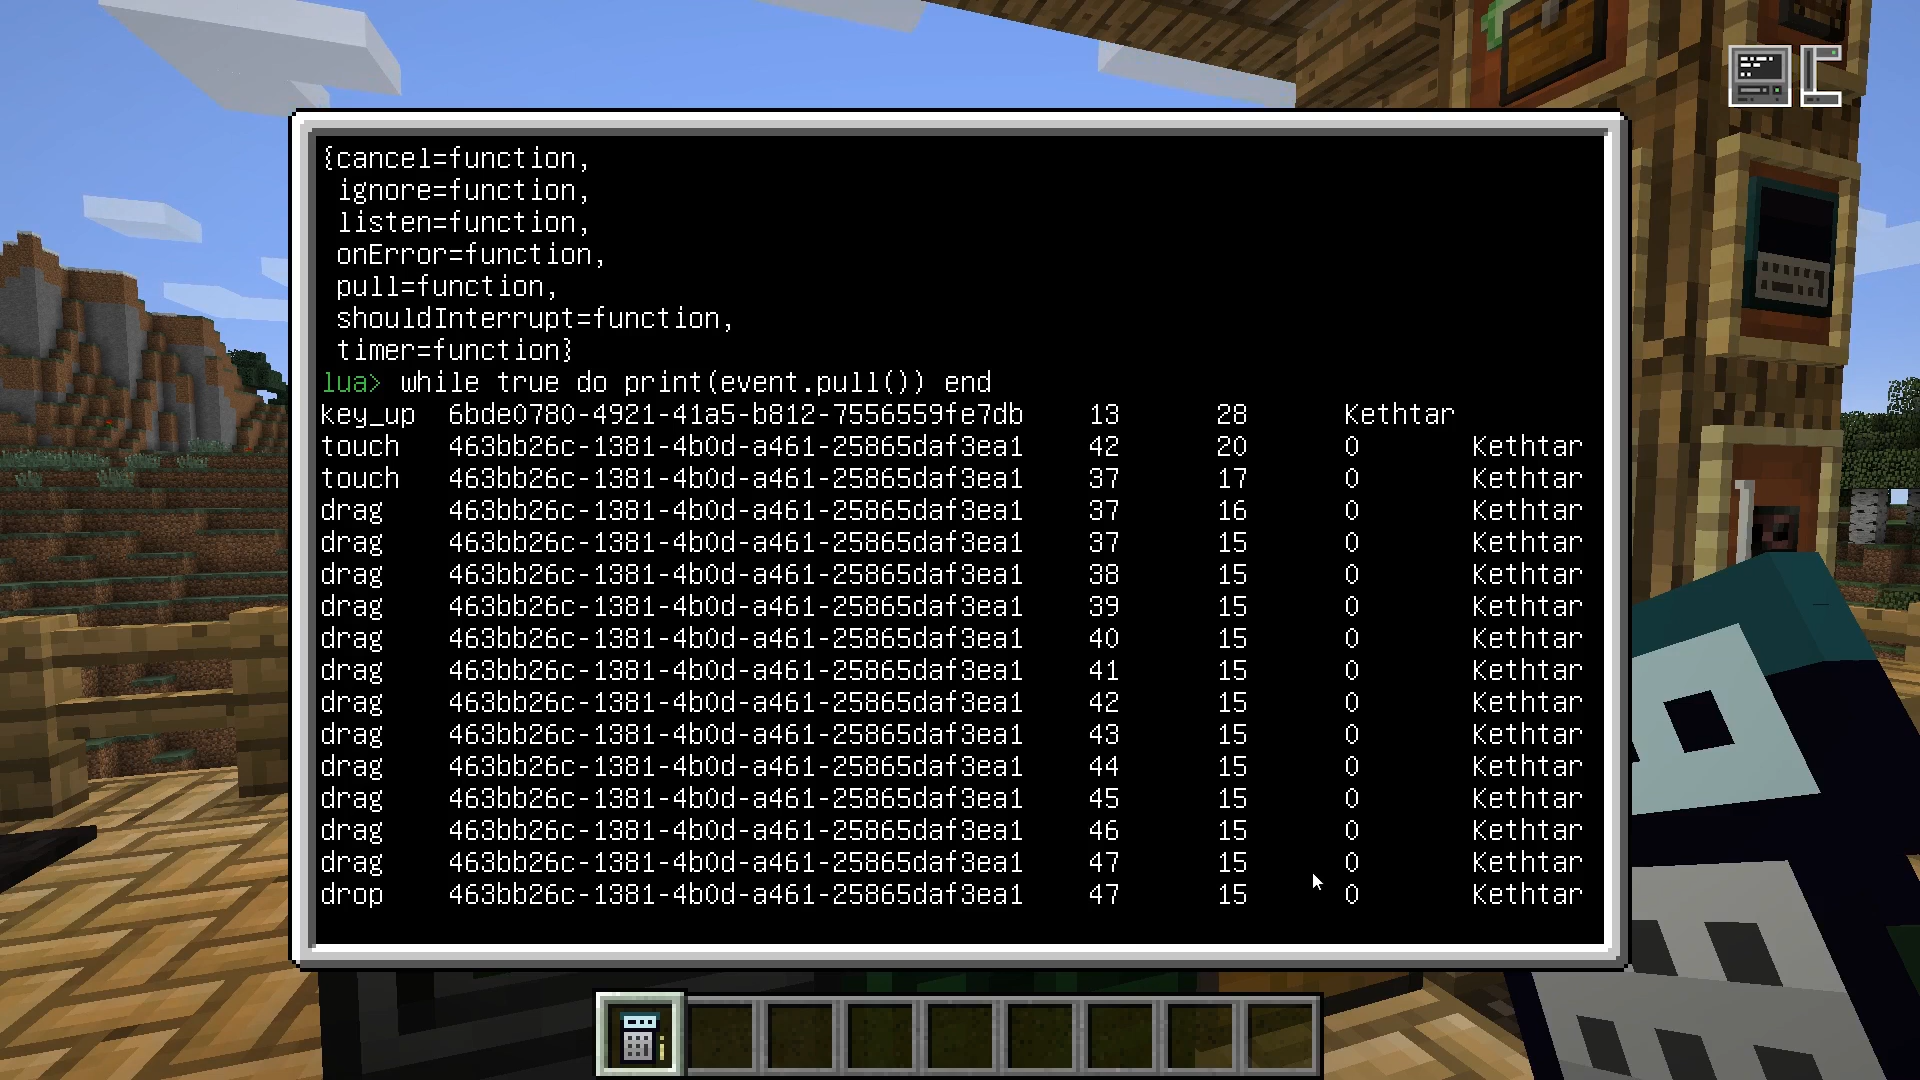 {cancel=function,
ignore=function,
listen=function,
onError=function,
pull=function,
shouldInterrupt=function,
timer=function}
lua> while true do print(event.pull()) end
key_up 6bde0780-4921-41a5-b812-7556559fe7db 13 28 Kethtar
touch 463bb26c-1381-4b0d-a461-25865daf3ea1 42 20 0 Kethtar
touch 463bb26c-1381-4b0d-a461-25865daf3ea1 37 17 0 Kethtar
drag 463bb26c-1381-4b0d-a461-25865daf3ea1 37 16 0 Kethtar
drag 463bb26c-1381-4b0d-a461-25865daf3ea1 37 15 0 Kethtar
drag 463bb26c-1381-4b0d-a461-25865daf3ea1 38 15 0 Kethtar
drag 463bb26c-1381-4b0d-a461-25865daf3ea1 39 15 0 Kethtar
drag 463bb26c-1381-4b0d-a461-25865daf3ea1 40 15 0 Kethtar
drag 463bb26c-1381-4b0d-a461-25865daf3ea1 41 15 0 Kethtar
drag 463bb26c-1381-4b0d-a461-25865daf3ea1 42 15 0 Kethtar
drag 463bb26c-1381-4b0d-a461-25865daf3ea1 43 15 0 Kethtar
drag 463bb26c-1381-4b0d-a461-25865daf3ea1 44 15 0 Kethtar
drag 463bb26c-1381-4b0d-a461-25865daf3ea1 45 15 0 Kethtar
drag 463bb26c-1381-4b0d-a461-25865daf3ea1 46 15 0 Kethtar
drag 463bb26c-1381-4b0d-a461-25865daf3ea1 47 15 0 Kethtar
drop 463bb26c-1381-4b0d-a461-25865daf3ea1 47 15 0 Kethtar